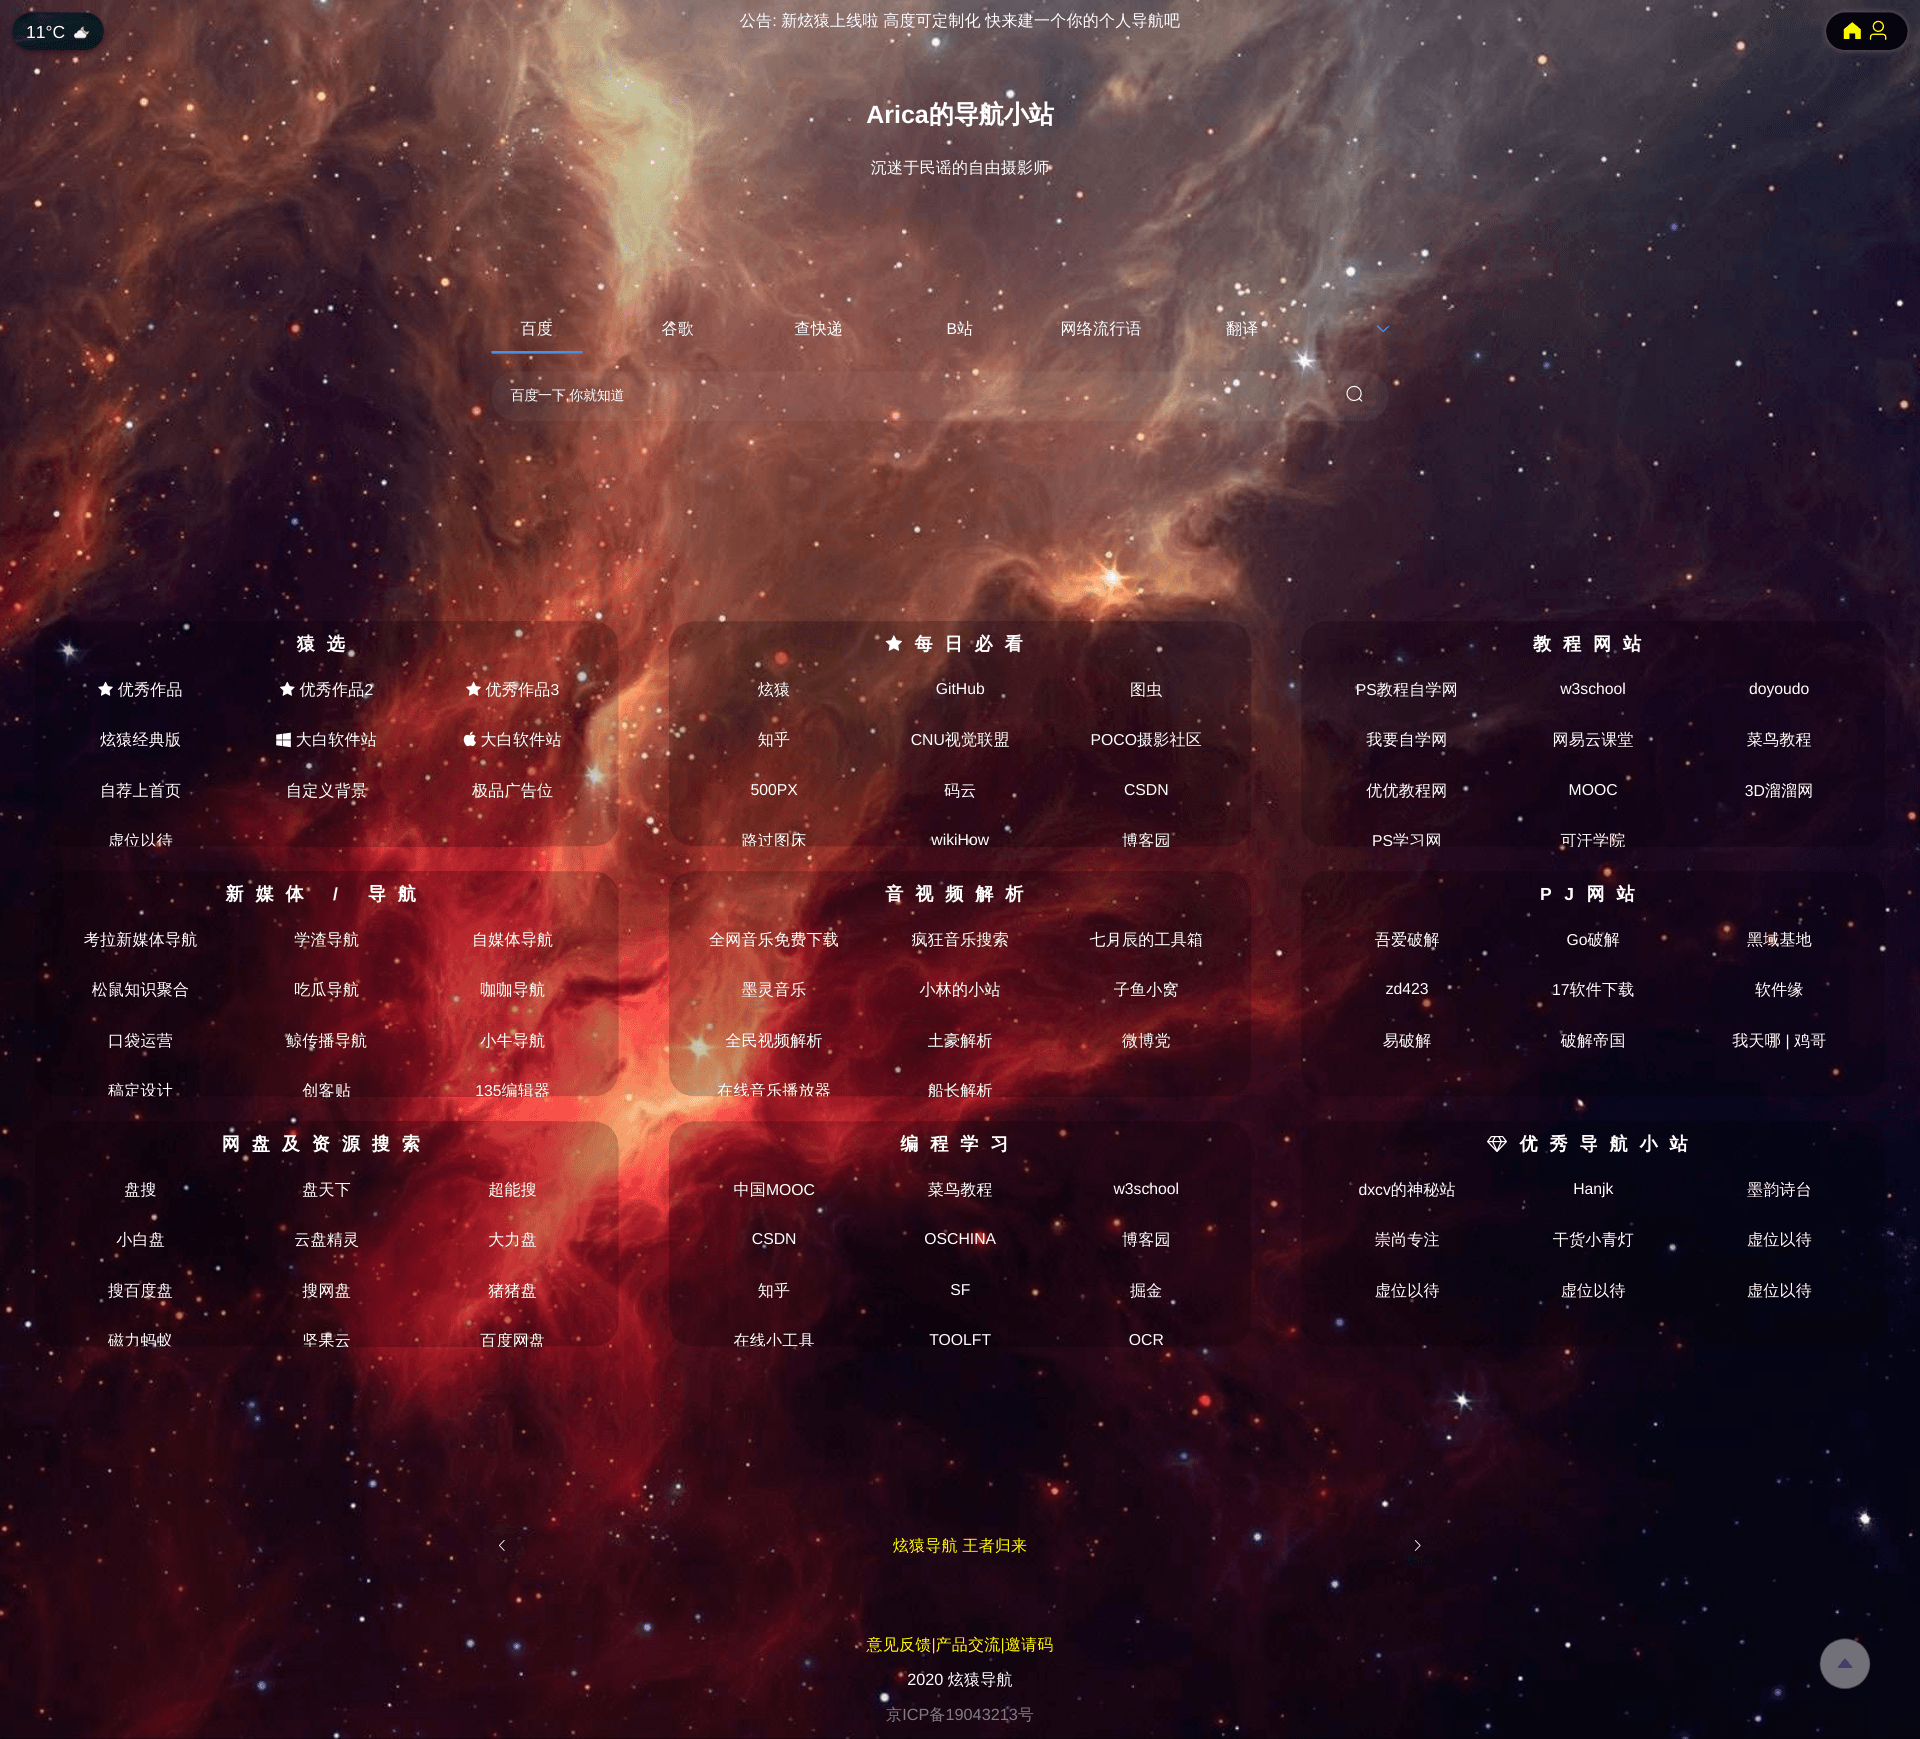 11°C
公告: 新炫猿上线啦 高度可定制化 快来建一个你的个人导航吧
Arica的导航小站
沉迷于民谣的自由摄影师
百度 谷歌 查快递 B站 网络流行语 翻译
百度一下,你就知道
猿选
优秀作品 优秀作品2 优秀作品3
炫猿经典版 大白软件站 大白软件站
自荐上首页 自定义背景 极品广告位
虚位以待
每日必看
炫猿 GitHub 图虫
知乎 CNU视觉联盟 POCO摄影社区
500PX 码云 CSDN
路过图床 wikiHow 博客园
教程网站
PS教程自学网 w3school doyoudo
我要自学网 网易云课堂 菜鸟教程
优优教程网 MOOC 3D溜溜网
PS学习网 可汗学院
新媒体 / 导航
考拉新媒体导航 学渣导航 自媒体导航
松鼠知识聚合 吃瓜导航 咖咖导航
口袋运营 鲸传播导航 小牛导航
稿定设计 创客贴 135编辑器
音视频解析
全网音乐免费下载 疯狂音乐搜索 七月辰的工具箱
墨灵音乐 小林的小站 子鱼小窝
全民视频解析 土豪解析 微博党
在线音乐播放器 船长解析
PJ网站
吾爱破解 Go破解 黑域基地
zd423 17软件下载 软件缘
易破解 破解帝国 我天哪 | 鸡哥
网盘及资源搜索
盘搜 盘天下 超能搜
小白盘 云盘精灵 大力盘
搜百度盘 搜网盘 猪猪盘
磁力蚂蚁 坚果云 百度网盘
编程学习
中国MOOC 菜鸟教程 w3school
CSDN OSCHINA 博客园
知乎 SF 掘金
在线小工具 TOOLFT OCR
优秀导航小站
dxcv的神秘站 Hanjk 墨韵诗台
崇尚专注 干货小青灯 虚位以待
虚位以待 虚位以待 虚位以待
炫猿导航 王者归来
意见反馈|产品交流|邀请码
2020 炫猿导航
京ICP备19043213号